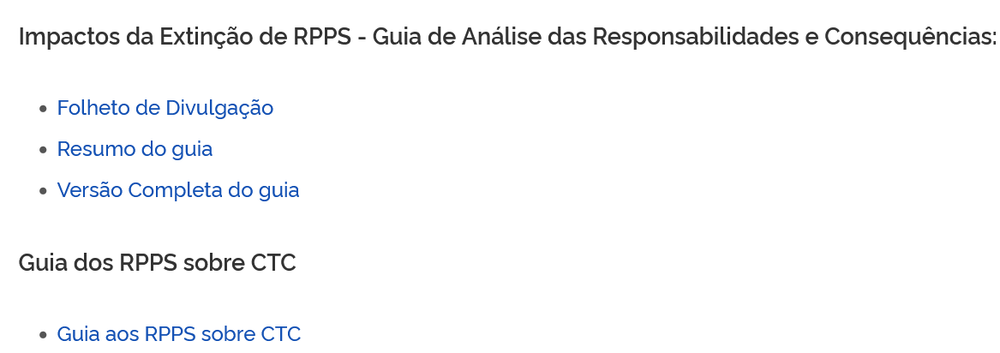 Impactos da Extinção de RPPS - Guia de Análise das Responsabilidades e Consequências:
Folheto de Divulgação
Resumo do guia
Versão Completa do guia
Guia dos RPPS sobre CTC
Guia aos RPPS sobre CTC